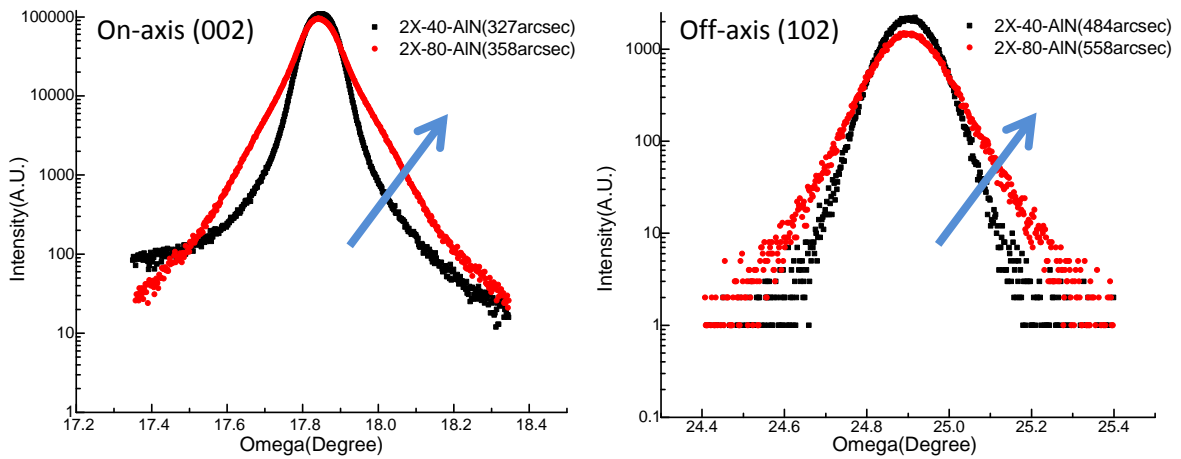 On-axis (002)
2X-40-AlN(327arcsec)
2X-80-AlN(358arcsec)
Intensity(A.U.)
100000
10000
1000
100
10
1
17.2 17.4 17.6 17.8 18.0 18.2 18.4
Omega(Degree)
Off-axis (102)
2X-40-AlN(484arcsec)
2X-80-AlN(558arcsec)
Intensity(A.U.)
1000
100
10
1
0.1
24.4 24.6 24.8 25.0 25.2 25.4
Omega(Degree)